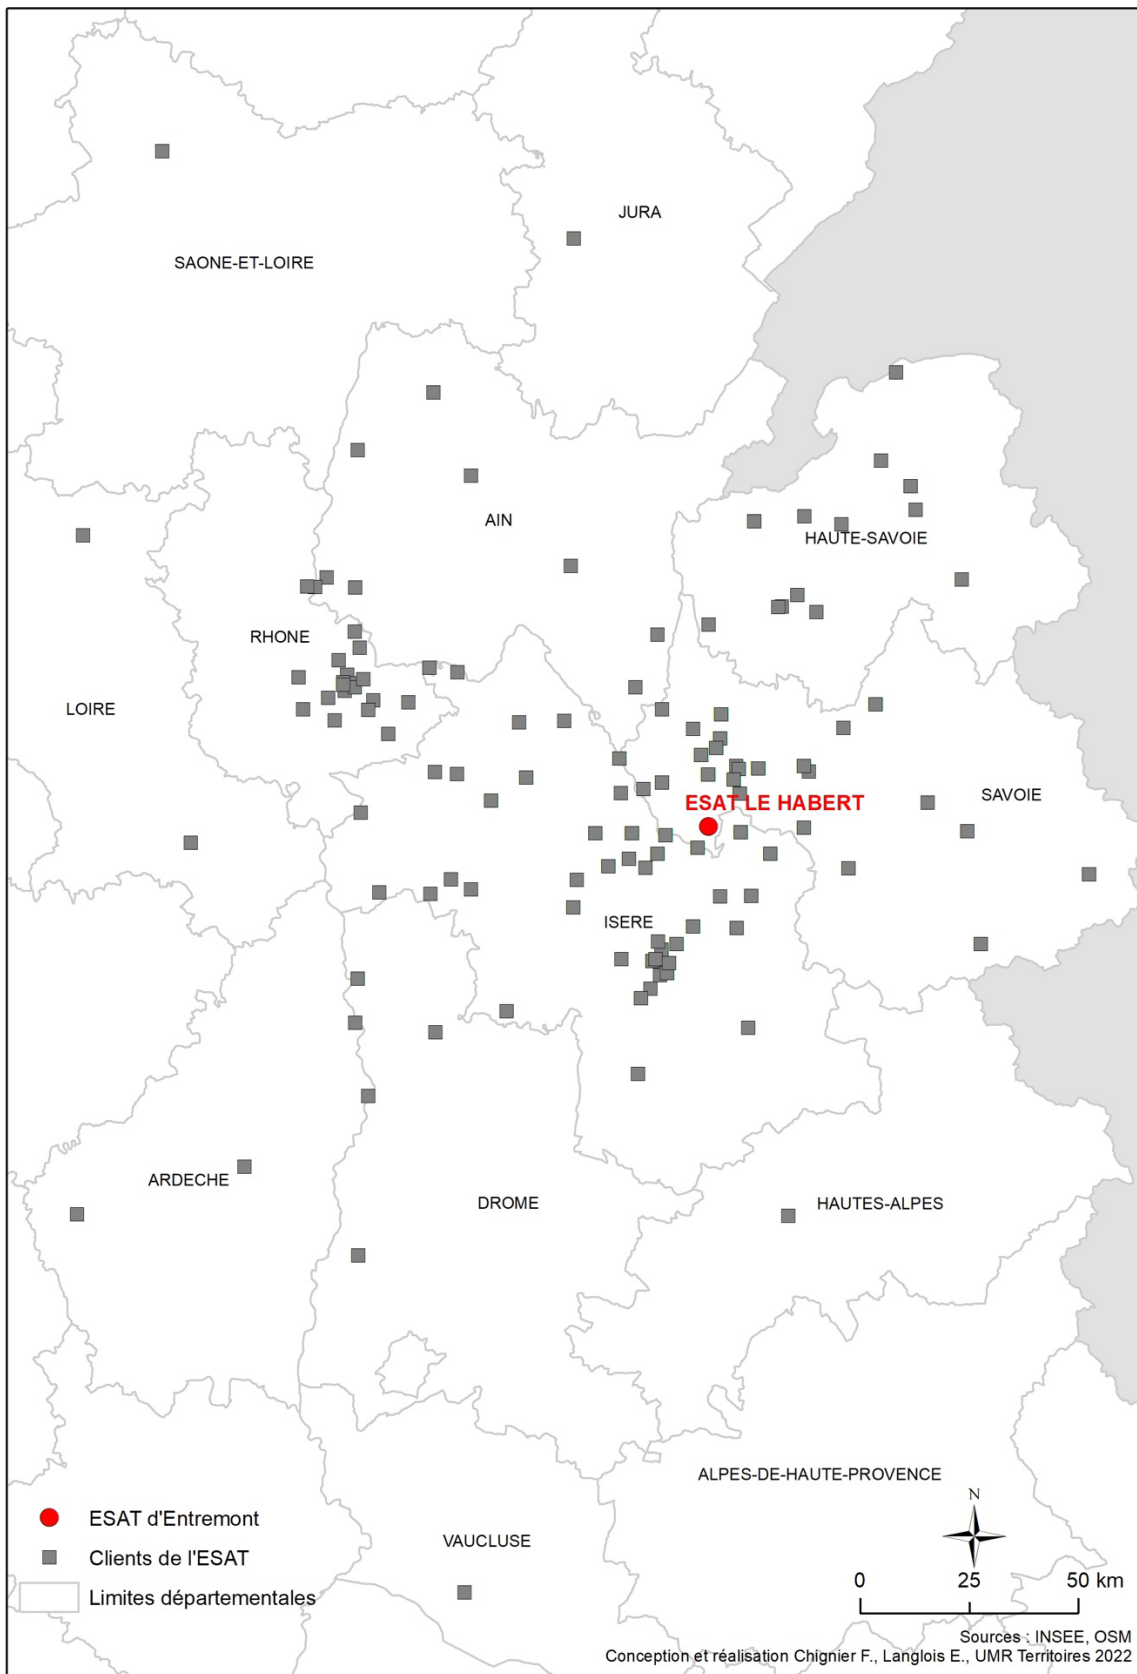 JURA
SAONE-ET-LOIRE
AIN
HAUTE-SAVOIE
RHONE
LOIRE
SAVOIE
ESAT LE HABERT
ISERE
ARDECHE
DROME
HAUTES-ALPES
ALPES-DE-HAUTE-PROVENCE
VAUCLUSE
N
0 25 50 km
ESAT d'Entremont
Clients de l'ESAT
Limites départementales
Sources : INSEE, OSM
Conception et réalisation Chignier F., Langlois E., UMR Territoires 2022